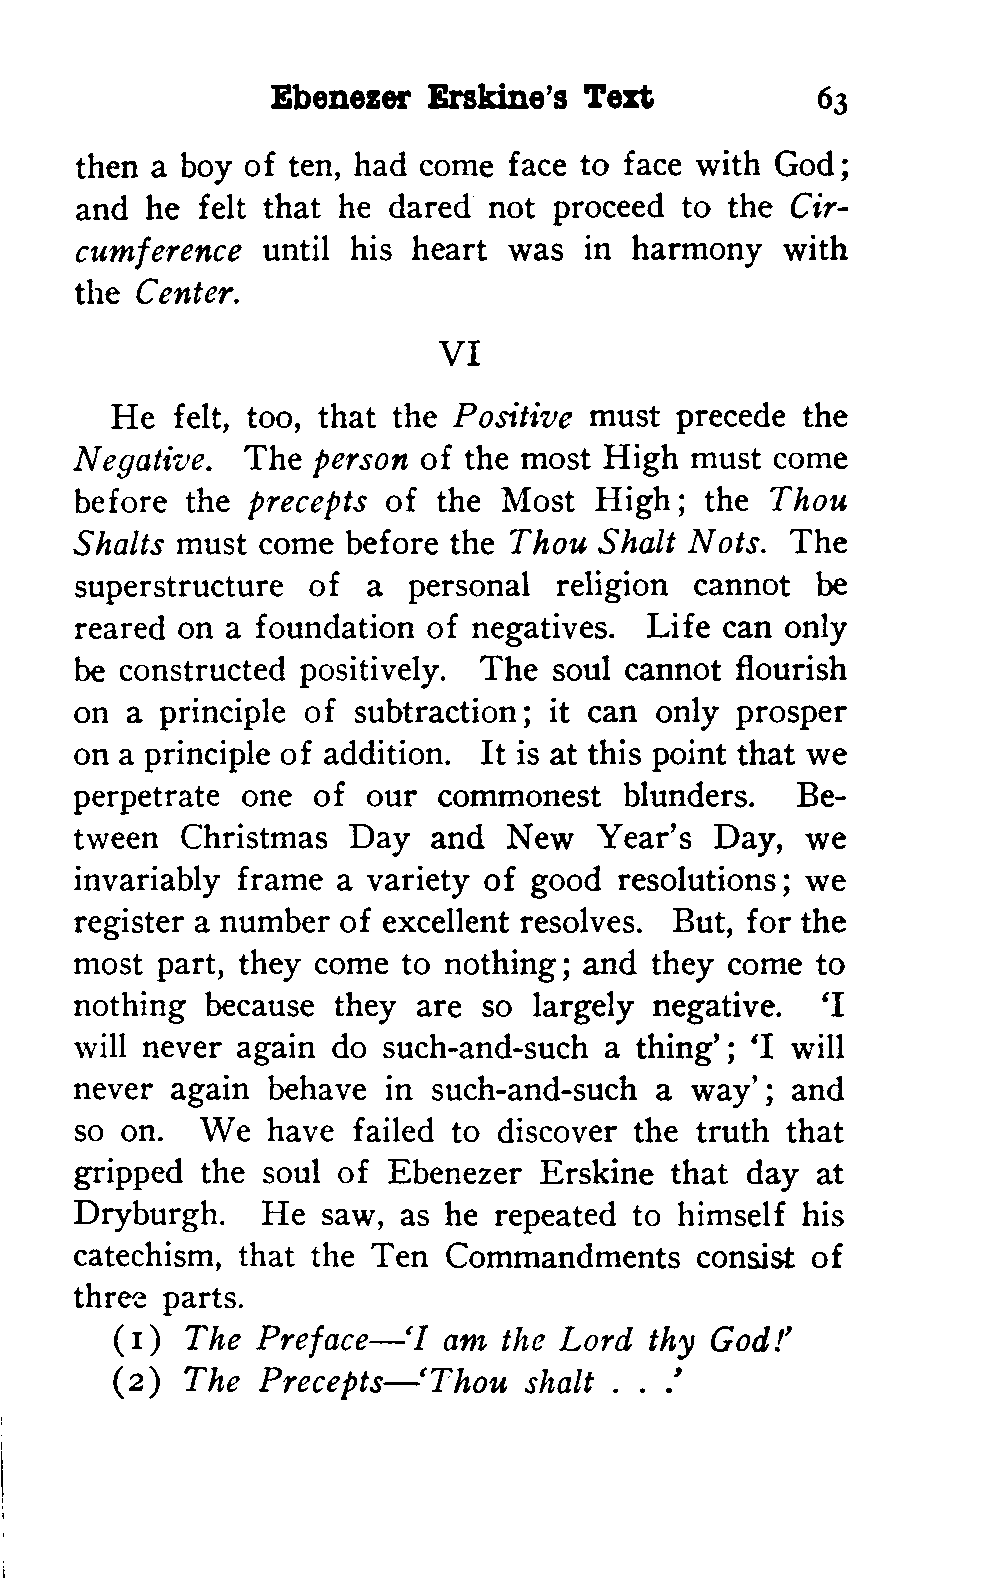 Ebenezer Erskine's Text 63
then a boy of ten, had come face to face with God;
and he felt that he dared not proceed to the Cir-
cumference until his heart was in harmony with
the Center.
VI
He felt, too, that the Positive must precede the
Negative. The person of the most High must come
before the precepts of the Most High; the Thou
Shalts must come before the Thou Shalt Nots. The
superstructure of a personal religion cannot be
reared on a foundation of negatives. Life can only
be constructed positively. The soul cannot flourish
on a principle of subtraction; it can only prosper
on a principle of addition. It is at this point that we
perpetrate one of our commonest blunders. Be-
tween Christmas Day and New Year's Day, we
invariably frame a variety of good resolutions; we
register a number of excellent resolves. But, for the
most part, they come to nothing; and they come to
nothing because they are so largely negative. 'I
will never again do such-and-such a thing'; 'I will
never again behave in such-and-such a way'; and
so on. We have failed to discover the truth that
gripped the soul of Ebenezer Erskine that day at
Dryburgh. He saw, as he repeated to himself his
catechism, that the Ten Commandments consist of
three parts.
(1) The Preface—'I am the Lord thy God!'
(2) The Precepts—'Thou shalt . . .'